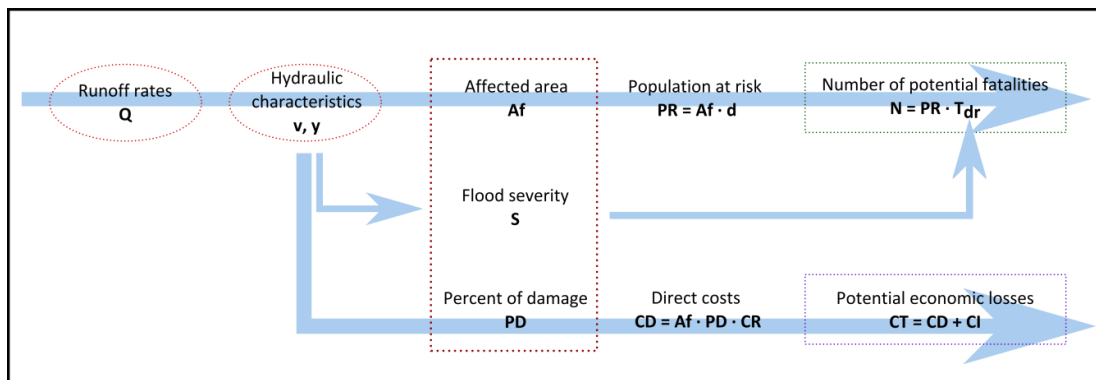 Runoff rates
Q
Hydraulic
characteristics
v, y
Affected area
Af
Population at risk
PR = Af · d
Number of potential fatalities
N = PR · Tdr
Flood severity
S
Percent of damage
PD
Direct costs
CD = Af · PD · CR
Potential economic losses
CT = CD + CI